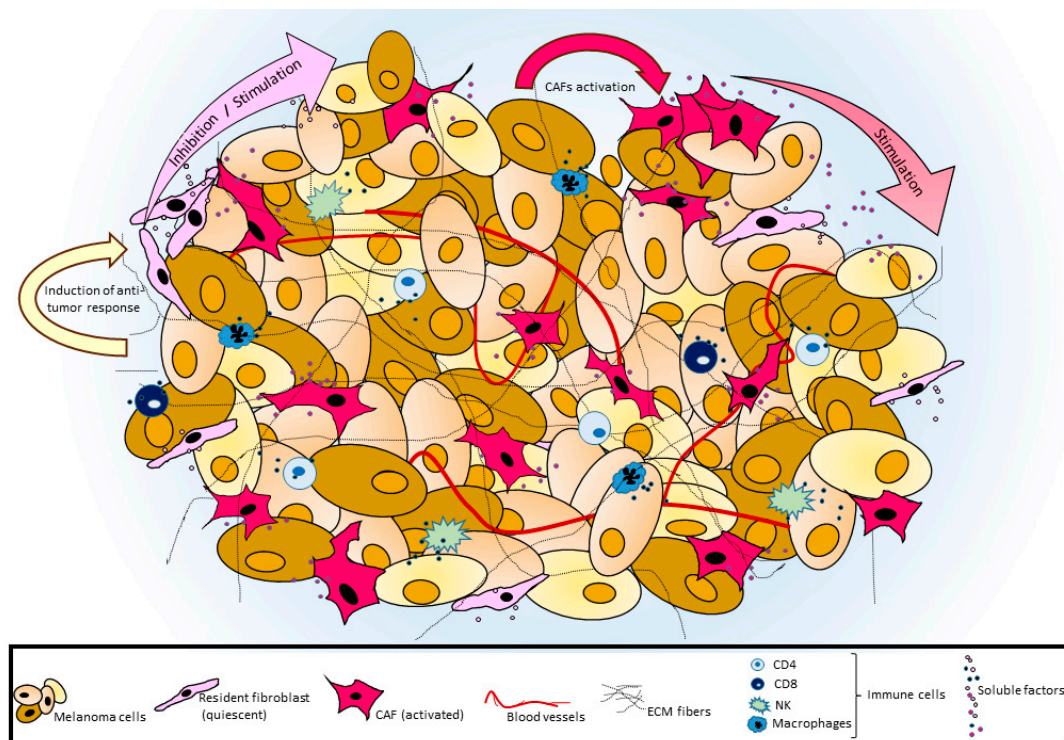 Inhibition / Stimulation
CAFs activation
Stimulation
Induction of anti-
tumor response
Melanoma cells
Resident fibroblast
(quiescent)
CAF (activated)
Blood vessels
ECM fibers
CD4
CD8
NK
Macrophages
Immune cells
Soluble factors